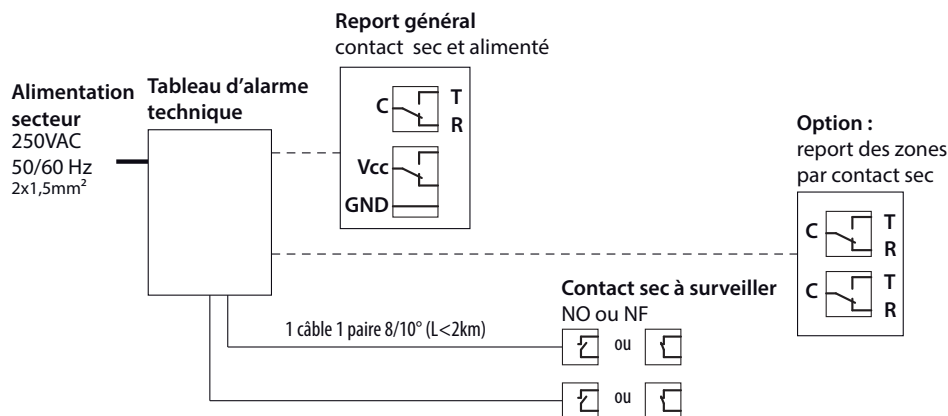 Report général
contact sec et alimenté
C
T
R
Vcc
GND
Alimentation
secteur
250VAC
50/60 Hz
2x1,5mm²
Tableau d’alarme
technique
Option :
report des zones
par contact sec
C
T
R
C
T
R
Contact sec à surveiller
NO ou NF
1 câble 1 paire 8/10° (L<2km)
ou
ou